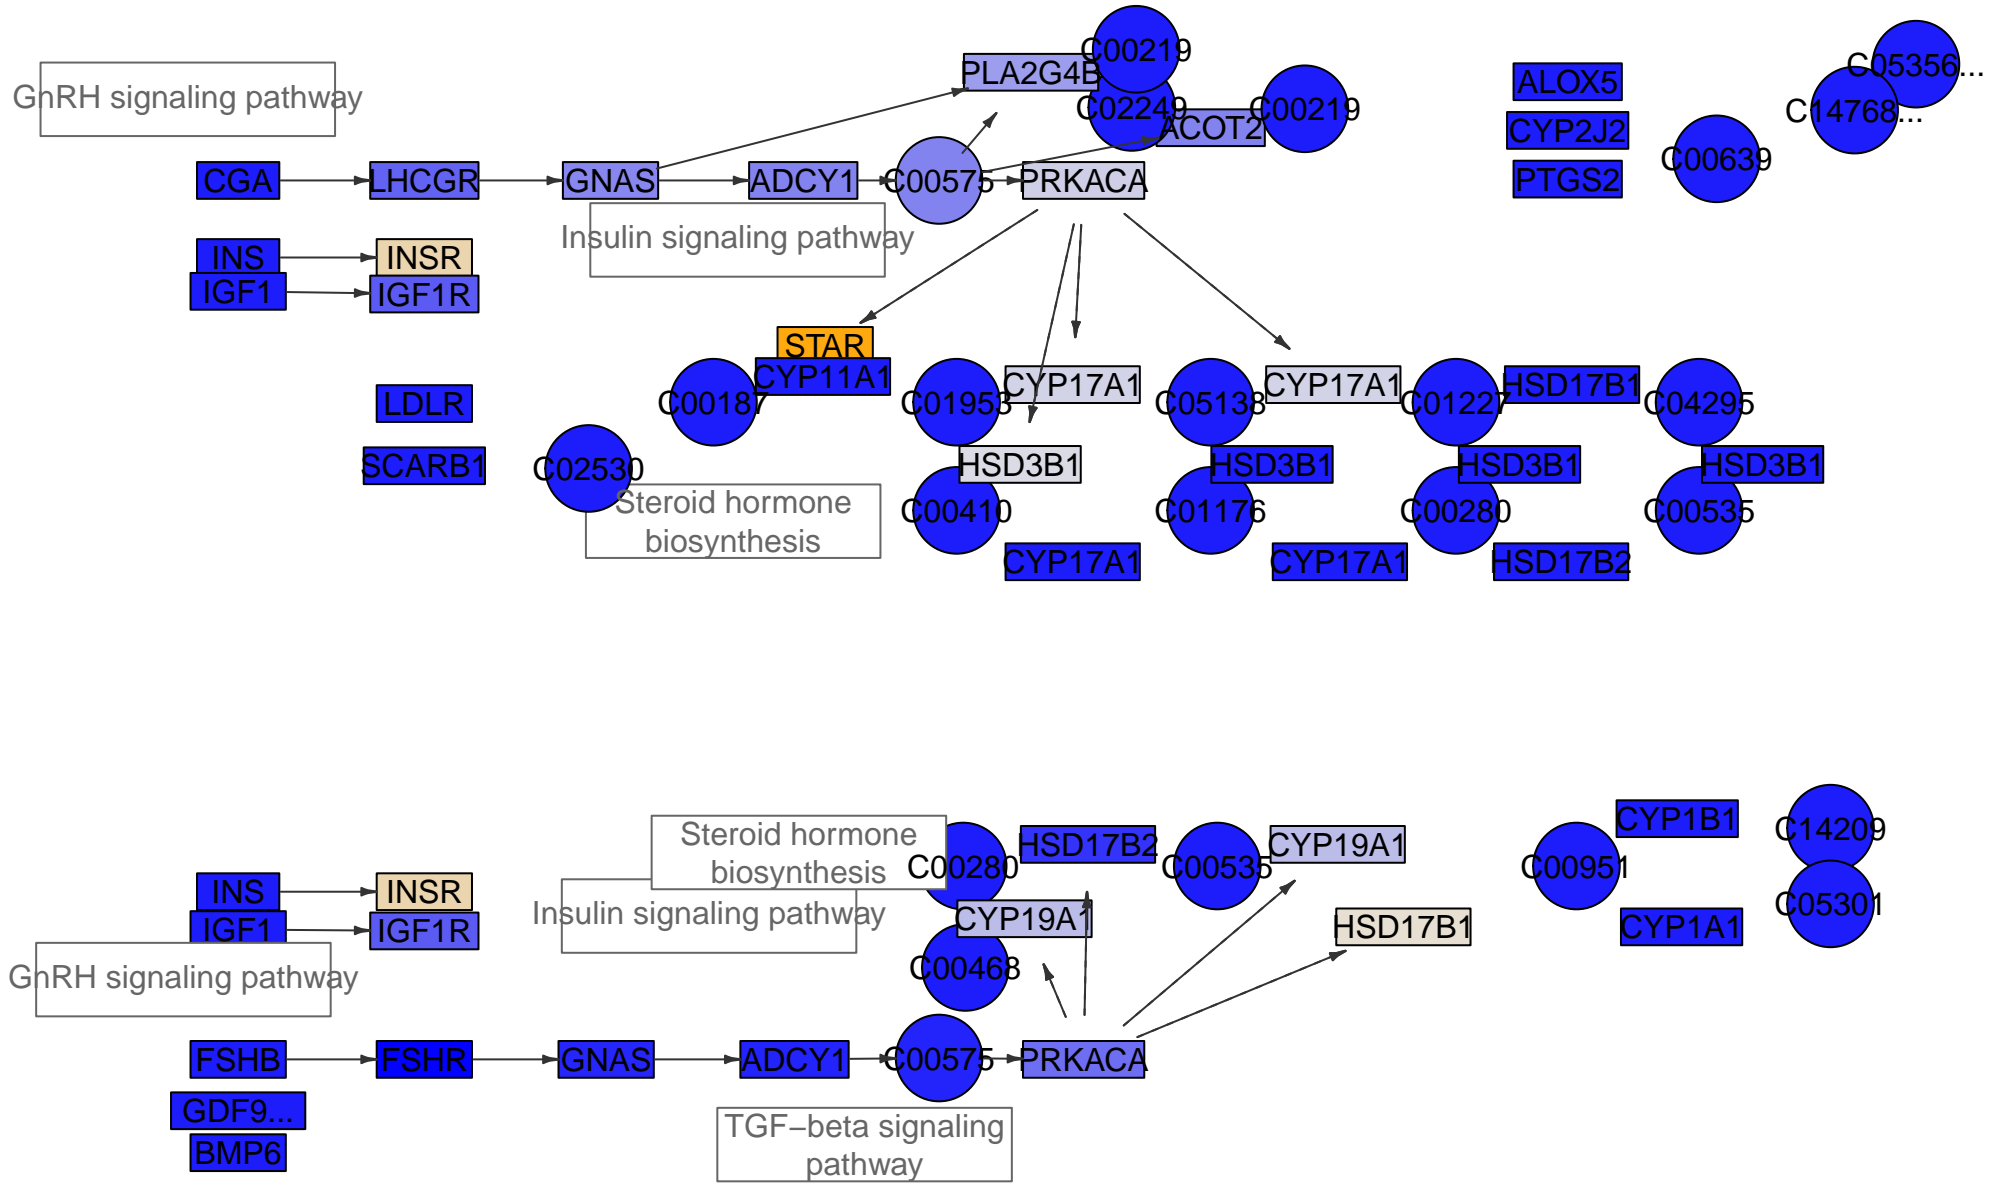 C00219
C05356...
PLA2G4B
ALOX5
GnRH signaling pathway
C02249
C00219
C14768...
ACOT2
CYP2J2
C00639
CGA
LHCGR
GNAS
ADCY1
C00575
PRKACA
PTGS2
Insulin signaling pathway
INS
INSR
IGF1
IGF1R
STAR
CYP11A1
CYP17A1
CYP17A1
HSD17B1
LDLR
C00187
C01953
C05138
C01227
C04295
SCARB1
C02530
HSD3B1
HSD3B1
HSD3B1
HSD3B1
Steroid hormone
biosynthesis
C00410
C01176
C00280
C00535
CYP17A1
CYP17A1
HSD17B2
CYP1B1
C14209
Steroid hormone
biosynthesis
HSD17B2
CYP19A1
C00280
C00535
C00951
INS
INSR
C05301
Insulin signaling pathway
CYP19A1
IGF1
IGF1R
HSD17B1
CYP1A1
GnRH signaling pathway
C00468
FSHB
FSHR
GNAS
ADCY1
C00575
PRKACA
GDF9...
TGF−beta signaling
pathway
BMP6